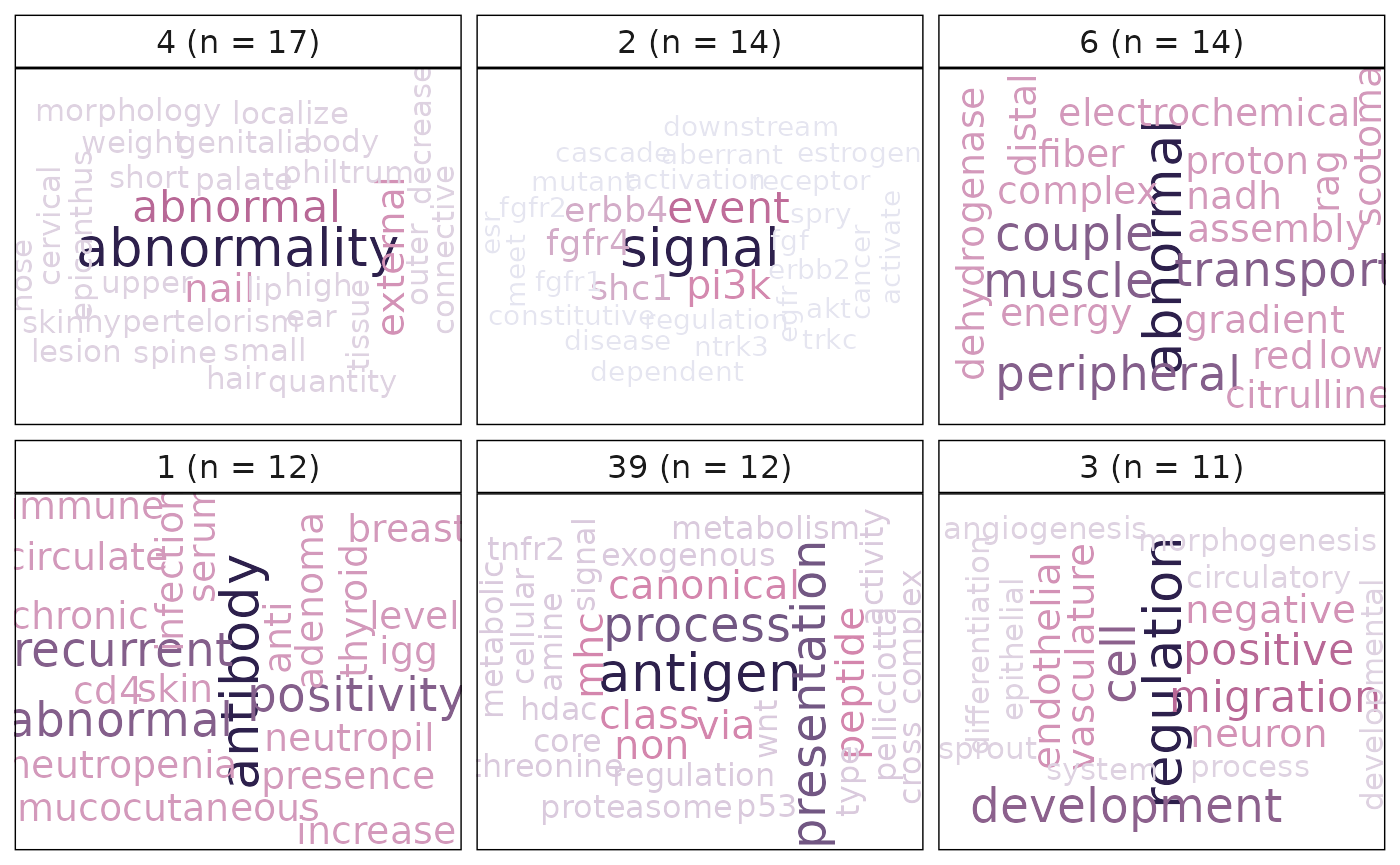 4 (n = 17)
decrease
morphology localize
weight genitalia body
short palate philtrum
cervical
epicanthus
abnormal
external
connective
abnormality
outer
nose
upper nail lip high
skin hypertelorism ear
tissue
lesion spine small
hair quantity
2 (n = 14)
downstream
cascade aberrant estrogen
mutant activation receptor
esr fgfr2 erbb4 event spry
activate
fgfr4 signal fgf
meet
cancer
erbb2
fgfr1 shc1 pi3k
egfr
akt
constitutive regulation
disease ntrk3 trkc
dependent
6 (n = 14)
scotoma
distal
dehydrogenase
electrochemical
abnormal
fiber proton
rag
complex nadh
couple assembly
muscle transport
energy gradient
red low
peripheral
citrulline
1 (n = 12)
mmune
infection
serum
adenoma
breast
circulate
thyroid
antibody
anti
chronic level
recurrent igg
cd4 skin positivity
abnormal
neutropil
neutropenia presence
mucocutaneous
increase
39 (n = 12)
metabolism
activity
signal
tnfr2 exogenous
presentation
metabolic
cellular
canonical
complex
amine
mhc
process
peptide
pellicciotta
antigen
hdac class via
wnt
core non
cross
threonine regulation
type
proteasome p53
3 (n = 11)
angiogenesis
morphogenesis
differentiation
regulation
endothelial
vasculature
circulatory
epithelial
development
negative
cell
positive
migration
neuron
sprout
system process
development